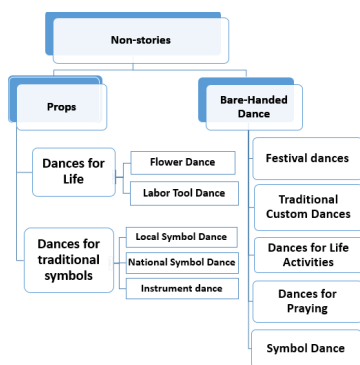 Non-stories
Props
Bare-Handed
Dance
Dances for
Life
Flower Dance
Labor Tool Dance
Dances for
traditional
symbols
Local Symbol Dance
National Symbol Dance
Instrument dance
Festival dances
Traditional
Custom Dances
Dances for Life
Activities
Dances for
Praying
Symbol Dance